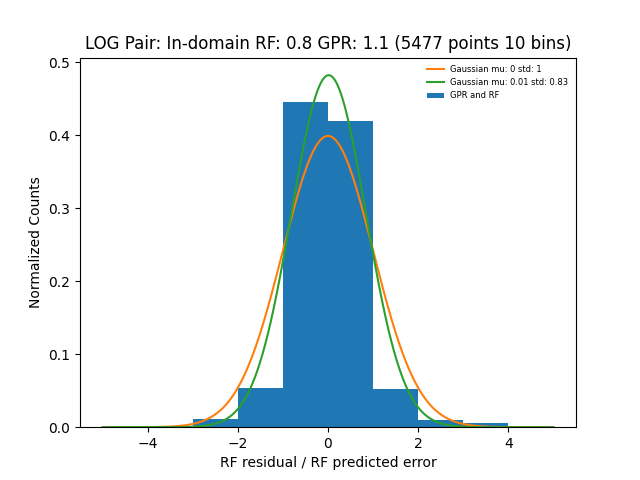 LOG Pair: In-domain RF: 0.8 GPR: 1.1 (5477 points 10 bins)
Gaussian mu: 0 std: 1
Gaussian mu: 0.01 std: 0.83
GPR and RF
Normalized Counts
0.5
0.4
0.3
0.2
0.1
0.0
−4 −2 0 2 4
RF residual / RF predicted error